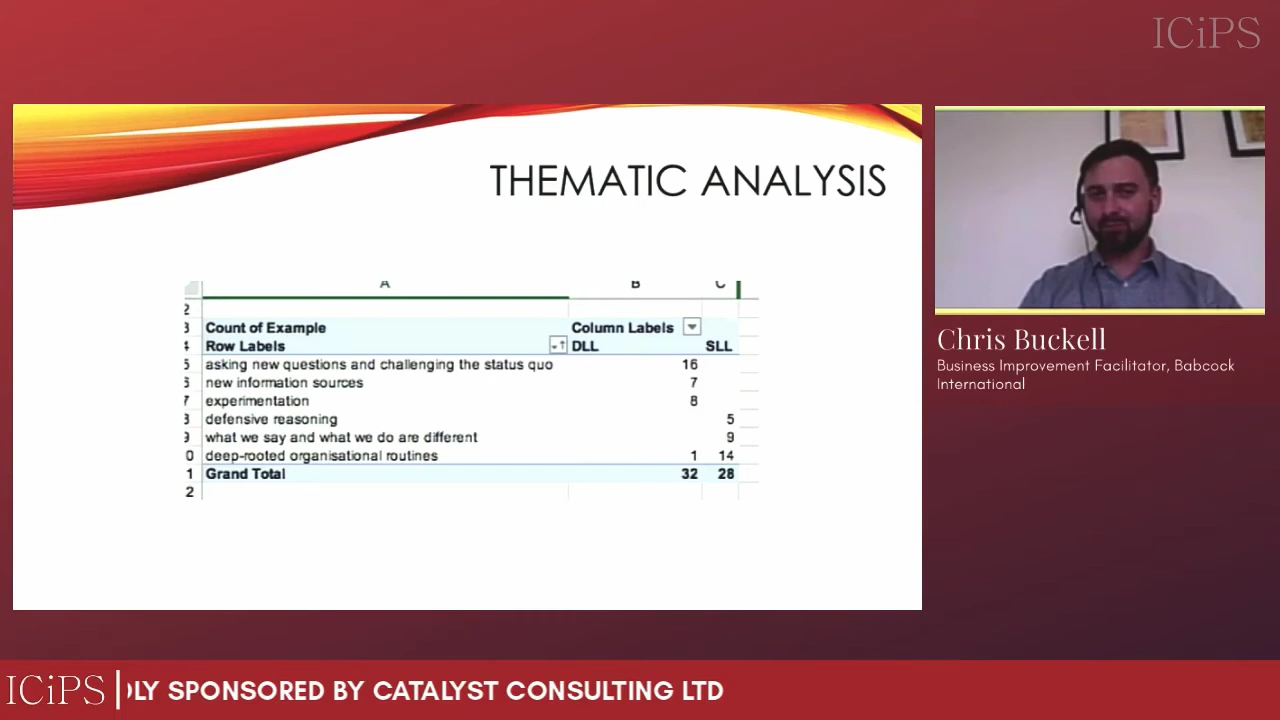 ICiPS
THEMATIC ANALYSIS
A B C
2
3 Count of Example Column Labels
4 Row Labels DLL SLL
5 asking new questions and challenging the status quo 16
6 new information sources 7
7 experimentation 8
8 defensive reasoning 5
9 what we say and what we do are different 9
0 deep-rooted organisational routines 1 14
1 Grand Total 32 28
2
Chris Buckell
Business Improvement Facilitator, Babcock
International
ICiPS LY SPONSORED BY CATALYST CONSULTING LTD